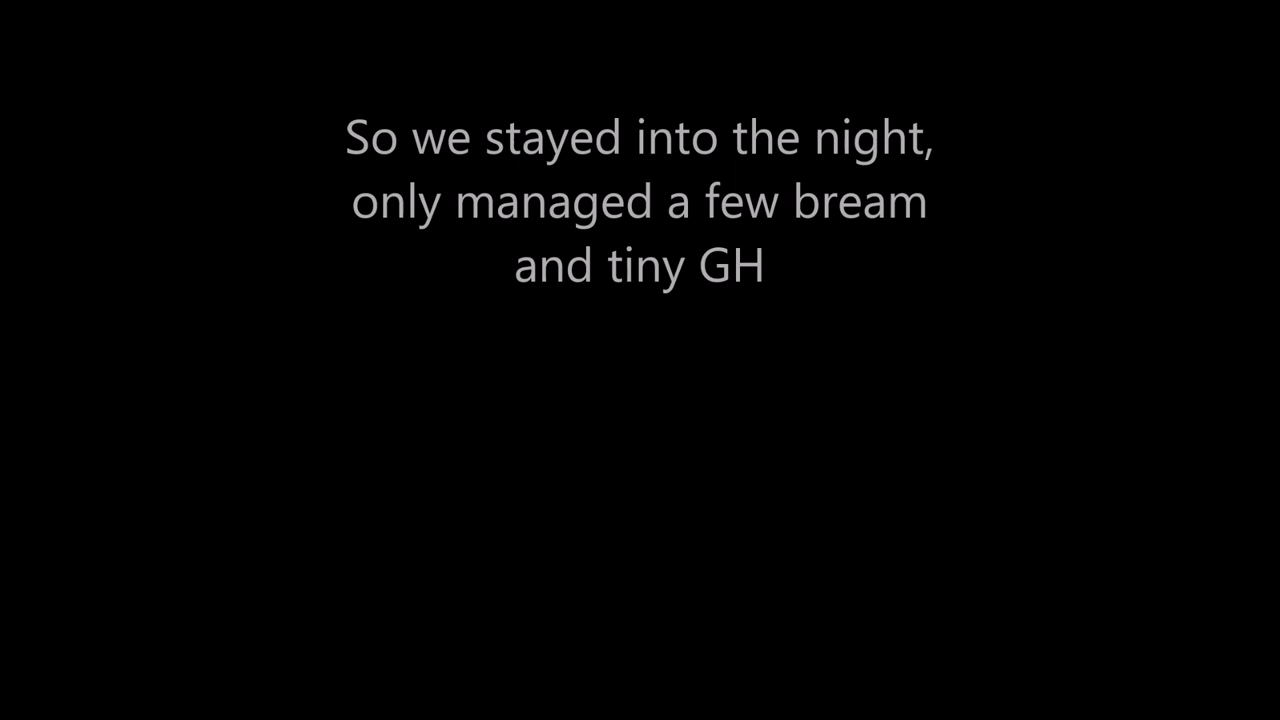 So we stayed into the night,
only managed a few bream
and tiny GH